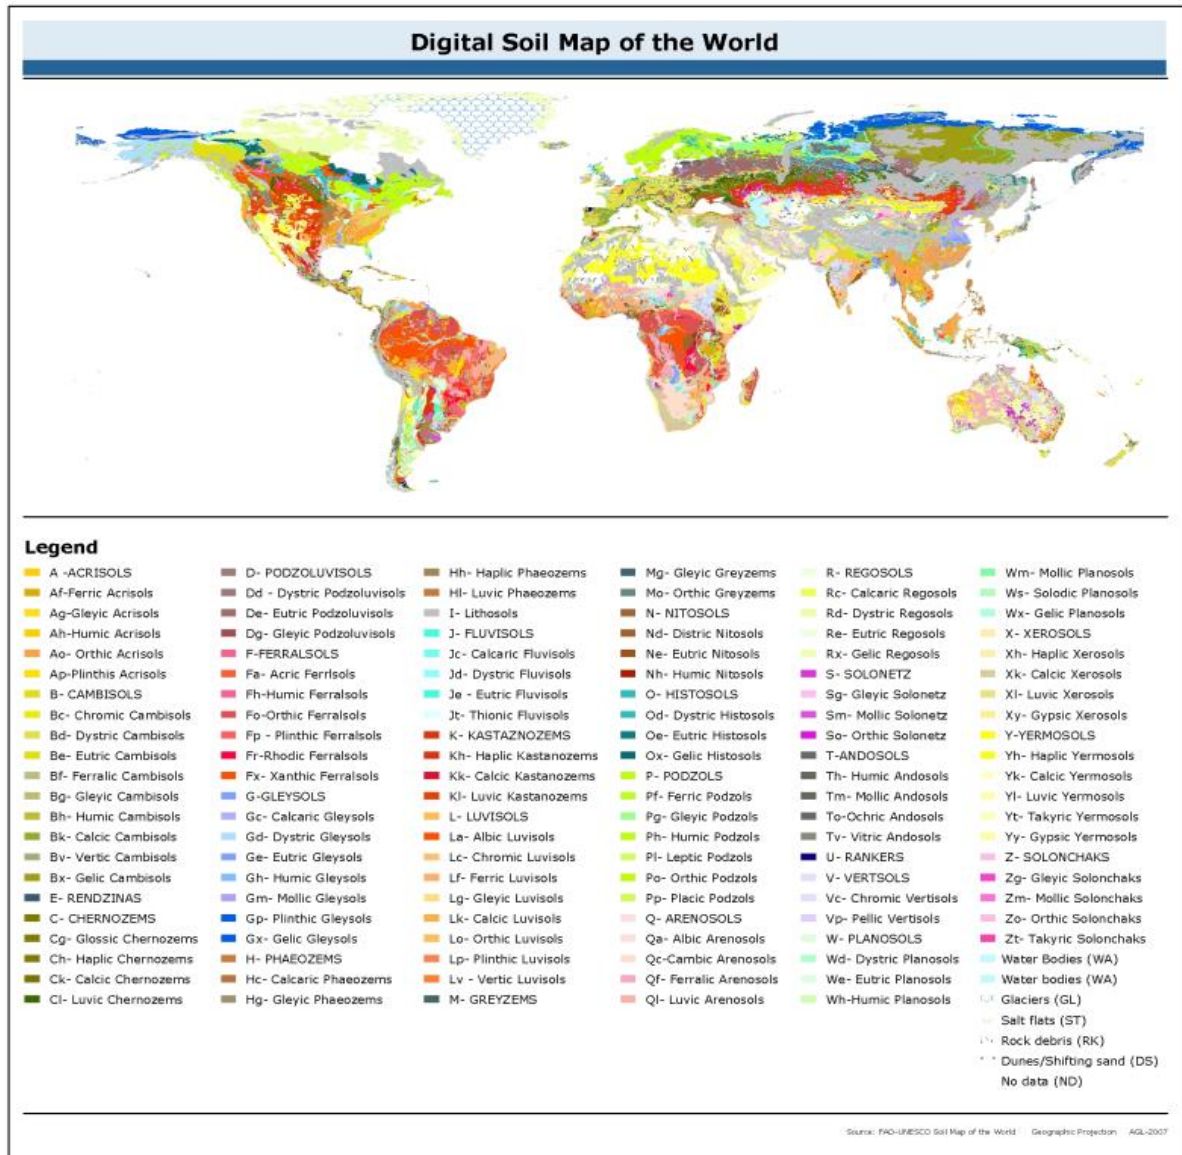 Digital Soil Map of the World
Legend
A -ACRISOLS
Af-Ferric Acrisols
Ag-Gleyic Acrisols
Ah-Humic Acrisols
Ao- Orthic Acrisols
Ap-Plinthis Acrisols
B- CAMBISOLS
Bc- Chromic Cambisols
Bd- Dystric Cambisols
Be- Eutric Cambisols
Bf- Ferralic Cambisols
Bg- Gleyic Cambisols
Bh- Humic Cambisols
Bk- Calcic Cambisols
Bv- Vertic Cambisols
Bx- Gelic Cambisols
E- RENDZINAS
C- CHERNOZEMS
Cg- Glossic Chernozems
Ch- Haplic Chernozems
Ck- Calcic Chernozems
Cl- Luvic Chernozems
D- PODZOLUVISOLS
Dd - Dystric Podzoluvisols
De- Eutric Podzoluvisols
Dg- Gleyic Podzoluvisols
F-FERRALSOLS
Fa- Acric Ferrlsols
Fh-Humic Ferralsols
Fo-Orthic Ferralsols
Fp - Plinthic Ferralsols
Fr-Rhodic Ferralsols
Fx- Xanthic Ferralsols
G-GLEYSOLS
Gc- Calcaric Gleysols
Gd- Dystric Gleysols
Ge- Eutric Gleysols
Gh- Humic Gleysols
Gm- Mollic Gleysols
Gp- Plinthic Gleysols
Gx- Gelic Gleysols
H- PHAEOZEMS
Hc- Calcaric Phaeozems
Hg- Gleyic Phaeozems
Hh- Haplic Phaeozems
Hl- Luvic Phaeozems
I- Lithosols
J- FLUVISOLS
Jc- Calcaric Fluvisols
Jd- Dystric Fluvisols
Je - Eutric Fluvisols
Jt- Thionic Fluvisols
K- KASTAZNOZEMS
Kh- Haplic Kastanozems
Kk- Calcic Kastanozems
Kl- Luvic Kastanozems
L- LUVISOLS
La- Albic Luvisols
Lc- Chromic Luvisols
Lf- Ferric Luvisols
Lg- Gleyic Luvisols
Lk- Calcic Luvisols
Lo- Orthic Luvisols
Lp- Plinthic Luvisols
Lv - Vertic Luvisols
M- GREYZEMS
Mg- Gleyic Greyzems
Mo- Orthic Greyzems
N- NITOSOLS
Nd- Distric Nitosols
Ne- Eutric Nitosols
Nh- Humic Nitosols
O- HISTOSOLS
Od- Dystric Histosols
Oe- Eutric Histosols
Ox- Gelic Histosols
P- PODZOLS
Pf- Ferric Podzols
Pg- Gleyic Podzols
Ph- Humic Podzols
Pl- Leptic Podzols
Po- Orthic Podzols
Pp- Placic Podzols
Q- ARENOSOLS
Qa- Albic Arenosols
Qc-Cambic Arenosols
Qf- Ferralic Arenosols
Ql- Luvic Arenosols
R- REGOSOLS
Rc- Calcaric Regosols
Rd- Dystric Regosols
Re- Eutric Regosols
Rx- Gelic Regosols
S- SOLONETZ
Sg- Gleyic Solonetz
Sm- Mollic Solonetz
So- Orthic Solonetz
T-ANDOSOLS
Th- Humic Andosols
Tm- Mollic Andosols
To-Ochric Andosols
Tv- Vitric Andosols
U- RANKERS
V- VERTSOLS
Vc- Chromic Vertisols
Vp- Pellic Vertisols
W- PLANOSOLS
Wd- Dystric Planosols
We- Eutric Planosols
Wh-Humic Planosols
Wm- Mollic Planosols
Ws- Solodic Planosols
Wx- Gelic Planosols
X- XEROSOLS
Xh- Haplic Xerosols
Xk- Calcic Xerosols
Xl- Luvic Xerosols
Xy- Gypsic Xerosols
Y-YERMOSOLS
Yh- Haplic Yermosols
Yk- Calcic Yermosols
Yl- Luvic Yermosols
Yt- Takyric Yermosols
Yy- Gypsic Yermosols
Z- SOLONCHAKS
Zg- Gleyic Solonchaks
Zm- Mollic Solonchaks
Zo- Orthic Solonchaks
Zt- Takyric Solonchaks
Water Bodies (WA)
Water bodies (WA)
Glaciers (GL)
Salt flats (ST)
Rock debris (RK)
Dunes/Shifting sand (DS)
No data (ND)
Source: FAO-UNESCO Soil Map of the World Geographic Projection AGL-2007